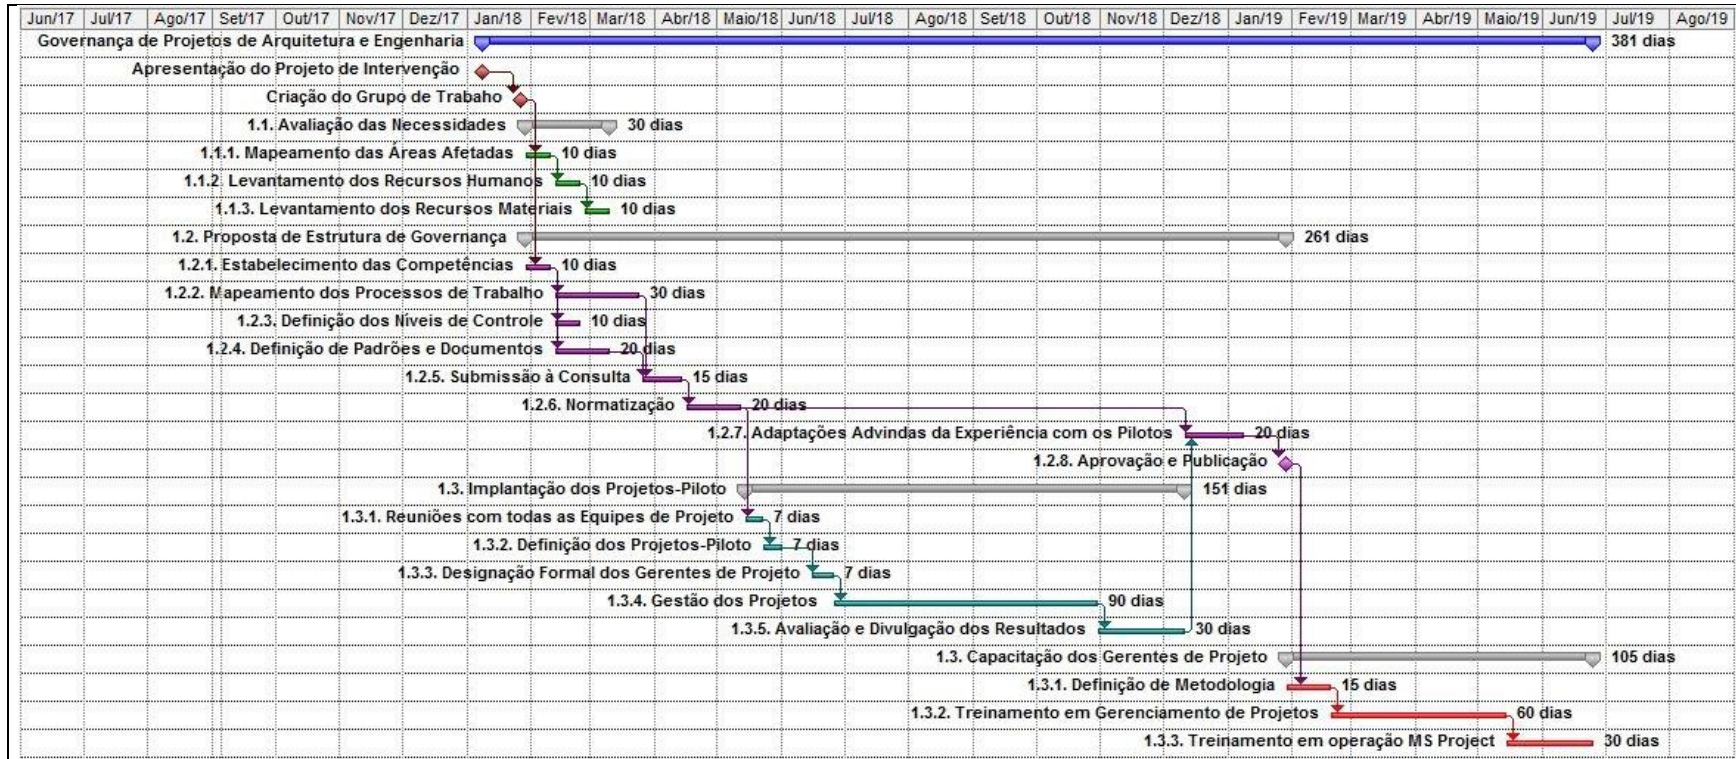 Jun/17 Jul/17 Ago/17 Set/17 Out/17 Nov/17 Dez/17 Jan/18 Fev/18 Mar/18 Abr/18 Maio/18 Jun/18 Jul/18 Ago/18 Set/18 Out/18 Nov/18 Dez/18 Jan/19 Fev/19 Mar/19 Abr/19 Maio/19 Jun/19 Jul/19 Ago/19
Governança de Projetos de Arquitetura e Engenharia 381 dias
Apresentação do Projeto de Intervenção
Criação do Grupo de Trabaho
1.1. Avaliação das Necessidades 30 dias
1.1.1. Mapeamento das Áreas Afetadas 10 dias
1.1.2. Levantamento dos Recursos Humanos 10 dias
1.1.3. Levantamento dos Recursos Materiais 10 dias
1.2. Proposta de Estrutura de Governança 261 dias
1.2.1. Estabelecimento das Competências 10 dias
1.2.2. Mapeamento dos Processos de Trabalho 30 dias
1.2.3. Definição dos Níveis de Controle 10 dias
1.2.4. Definição de Padrões e Documentos 20 dias
1.2.5. Submissão à Consulta 15 dias
1.2.6. Normatização 20 dias
1.2.7. Adaptações Advindas da Experiência com os Pilotos 20 dias
1.2.8. Aprovação e Publicação
1.3. Implantação dos Projetos-Piloto 151 dias
1.3.1. Reuniões com todas as Equipes de Projeto 7 dias
1.3.2. Definição dos Projetos-Piloto 7 dias
1.3.3. Designação Formal dos Gerentes de Projeto 7 dias
1.3.4. Gestão dos Projetos 90 dias
1.3.5. Avaliação e Divulgação dos Resultados 30 dias
1.3. Capacitação dos Gerentes de Projeto 105 dias
1.3.1. Definição de Metodologia 15 dias
1.3.2. Treinamento em Gerenciamento de Projetos 60 dias
1.3.3. Treinamento em operação MS Project 30 dias